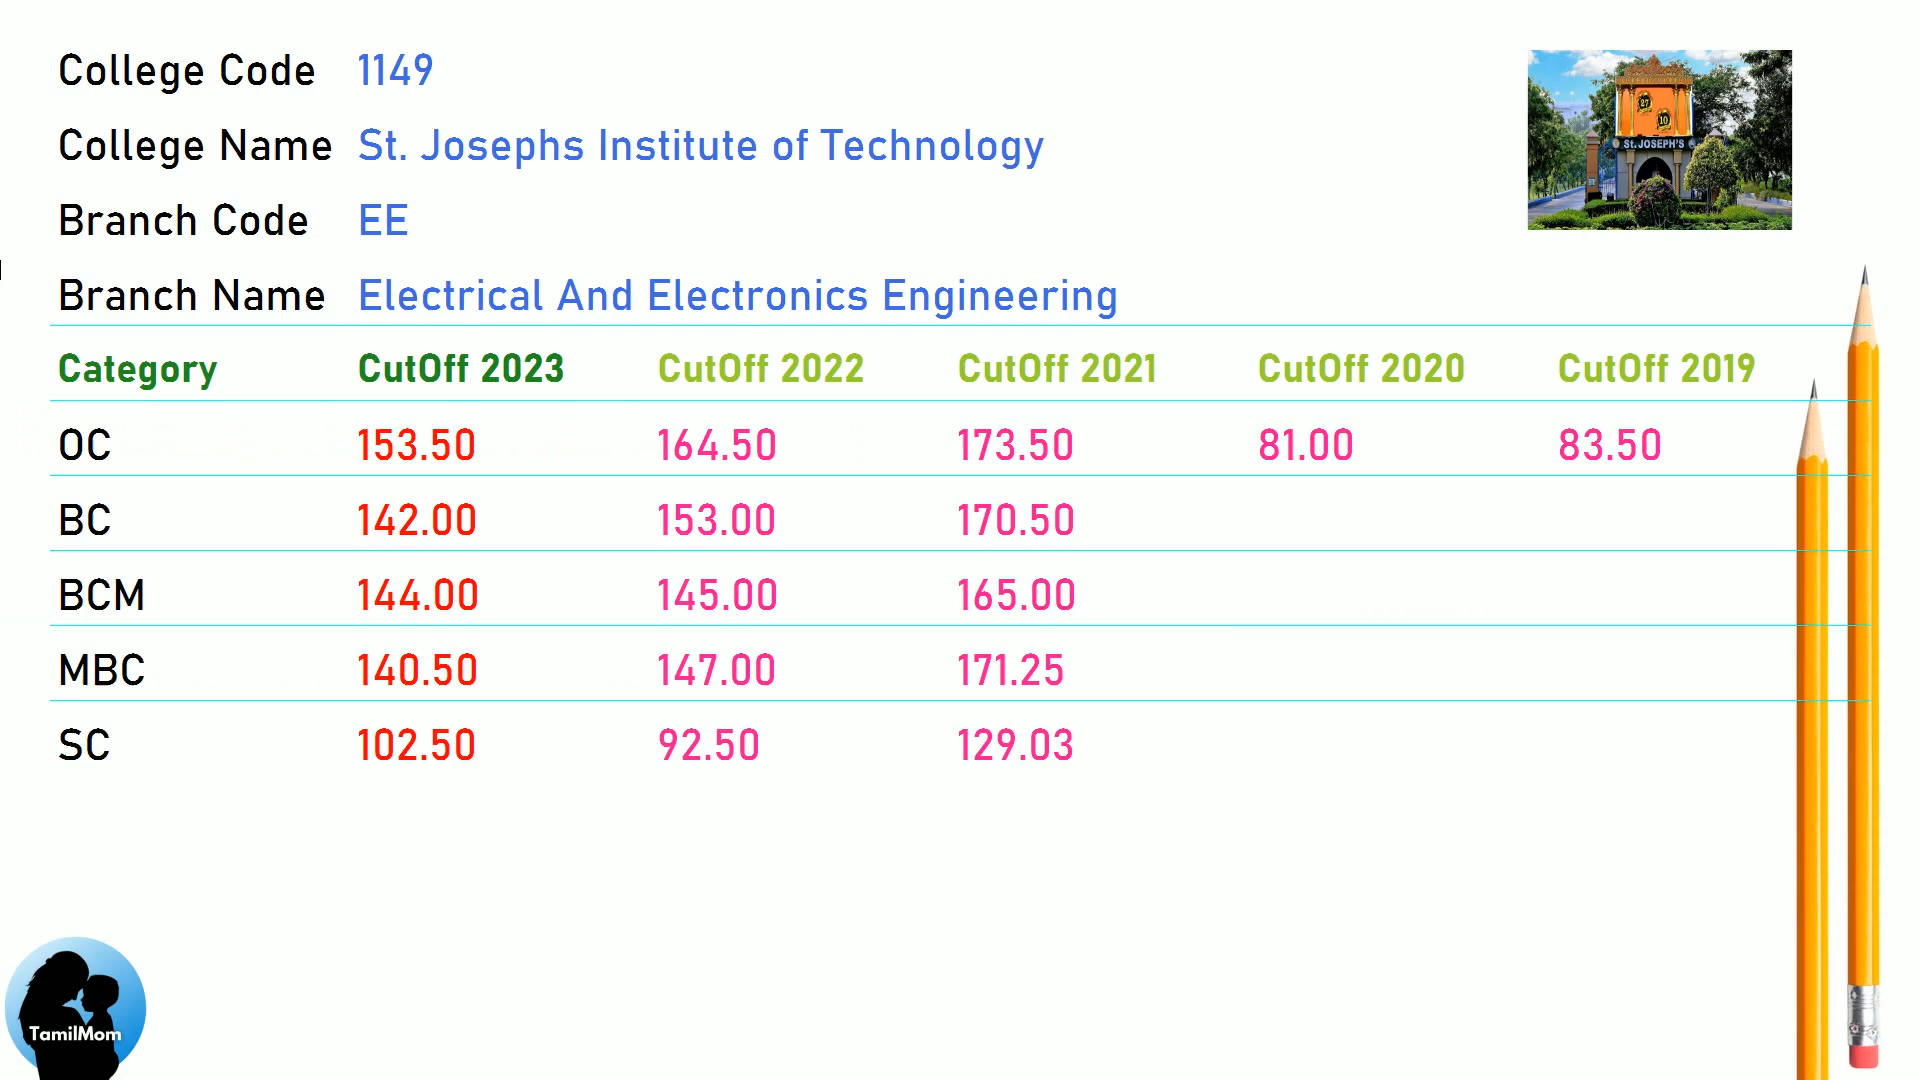 College Code 1149
College Name St. Josephs Institute of Technology
Branch Code EE
Branch Name Electrical And Electronics Engineering
Category CutOff 2023 CutOff 2022 CutOff 2021 CutOff 2020 CutOff 2019
OC 153.50 164.50 173.50 81.00 83.50
BC 142.00 153.00 170.50
BCM 144.00 145.00 165.00
MBC 140.50 147.00 171.25
SC 102.50 92.50 129.03
St. JOSEPH'S
27
10
TamilMom